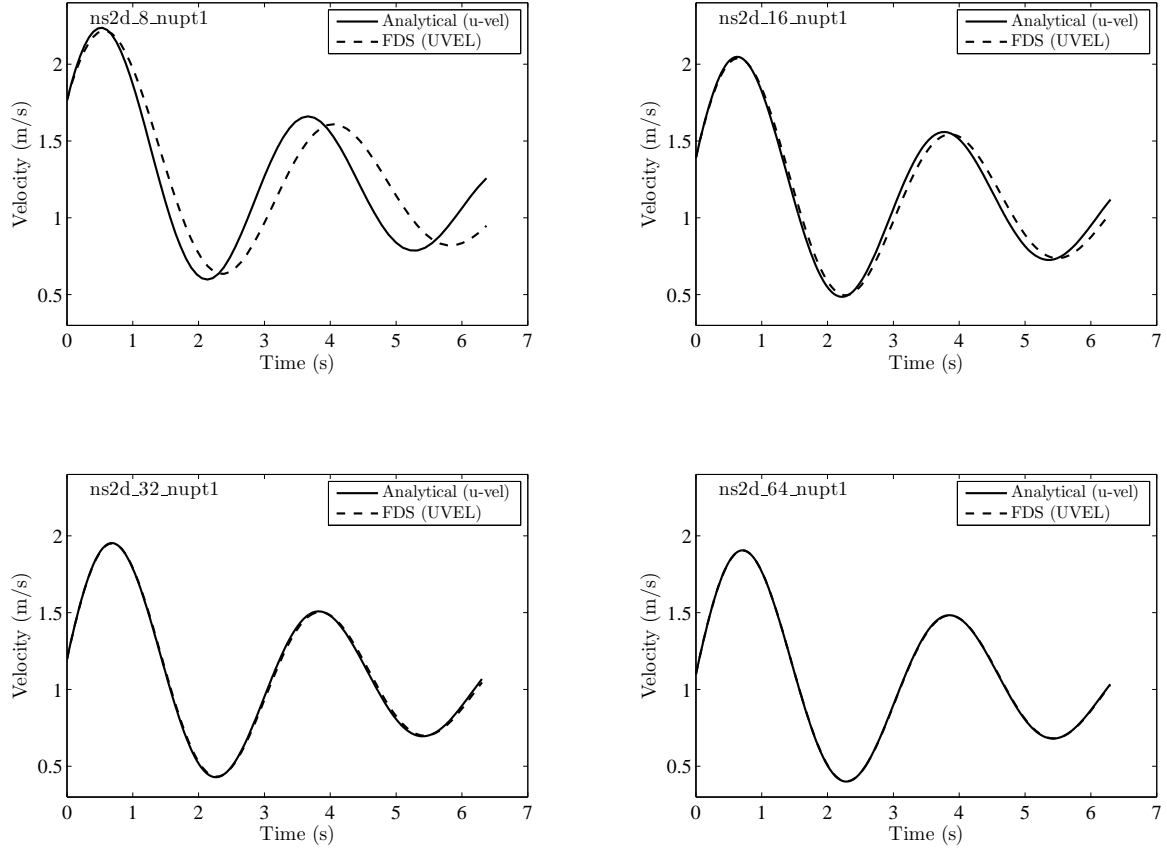 ns2d_8_nupt1
Analytical (u-vel)
FDS (UVEL)
Velocity (m/s)
2
1.5
1
0.5
0 1 2 3 4 5 6 7
Time (s)
ns2d_16_nupt1
Analytical (u-vel)
FDS (UVEL)
Velocity (m/s)
2
1.5
1
0.5
0 1 2 3 4 5 6 7
Time (s)
ns2d_32_nupt1
Analytical (u-vel)
FDS (UVEL)
Velocity (m/s)
2
1.5
1
0.5
0 1 2 3 4 5 6 7
Time (s)
ns2d_64_nupt1
Analytical (u-vel)
FDS (UVEL)
Velocity (m/s)
2
1.5
1
0.5
0 1 2 3 4 5 6 7
Time (s)